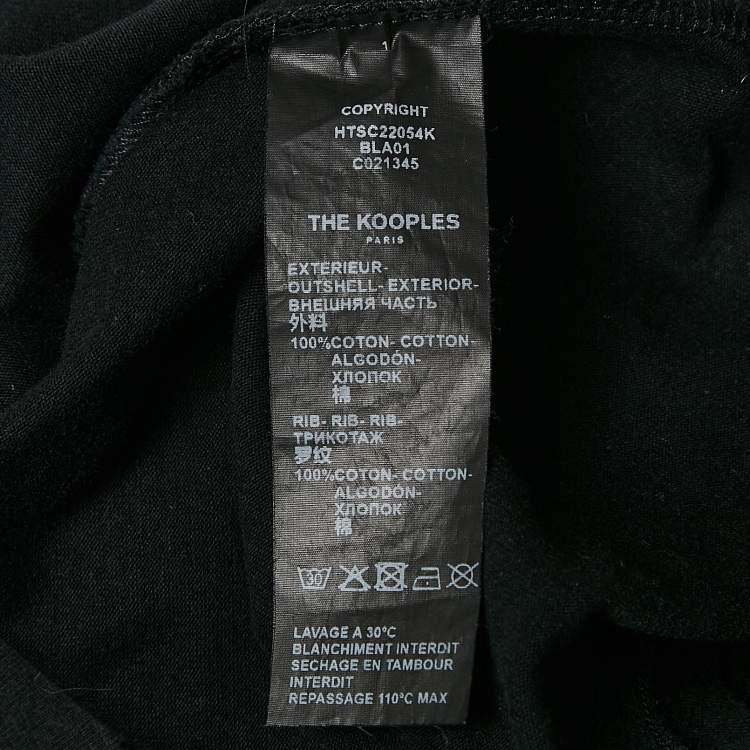 1
COPYRIGHT
HTSC22054K
BLA01
C021345
THE KOOPLES
PARIS
EXTERIEUR-
OUTSHELL- EXTERIOR-
ВНЕШНЯЯ ЧАСТЬ
外料
100%COTON- COTTON-
ALGODÓN-
ХЛОПОК
棉
RIB- RIB- RIB-
ТРИКОТАЖ
罗纹
100%COTON- COTTON-
ALGODÓN-
ХЛОПОК
棉
30
LAVAGE A 30°C
BLANCHIMENT INTERDIT
SECHAGE EN TAMBOUR
INTERDIT
REPASSAGE 110°C MAX